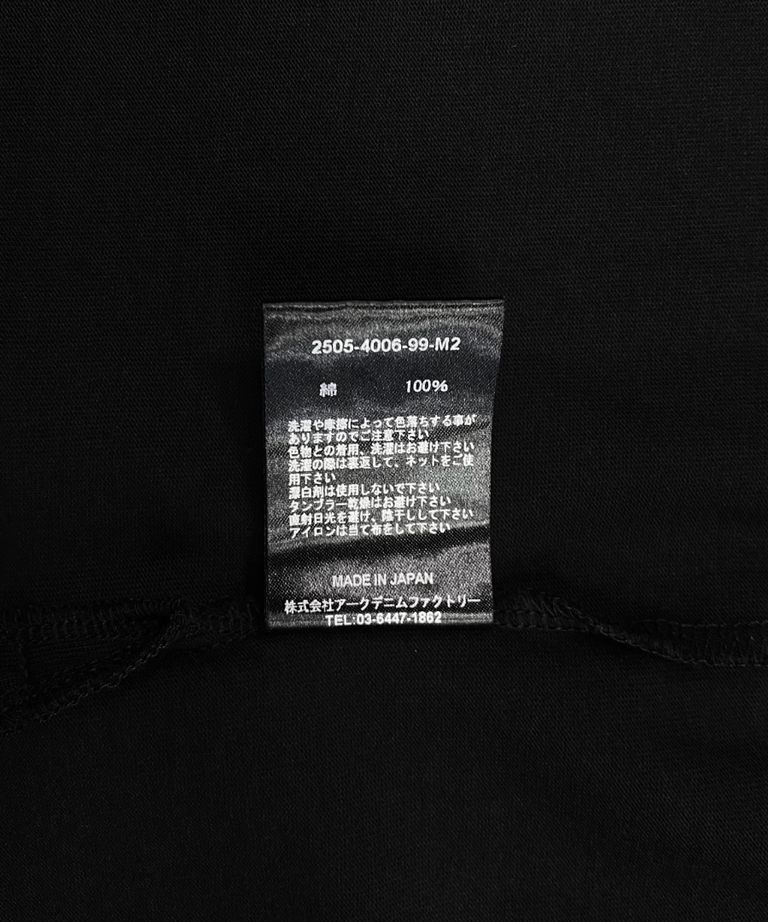 2505-4006-99-M2
綿 100%
洗濯や摩擦によって色落ちする事が
ありますのでご注意下さい
色物との着用、洗濯はお避け下さい
洗濯の際は裏返して、ネットをご使
用下さい
漂白剤は使用しないで下さい
タンブラー乾燥はお避け下さい
直射日光を避け、陰干しして下さい
アイロンは当て布をして下さい
MADE IN JAPAN
株式会社アークデニムファクトリー
TEL:03-6447-1862